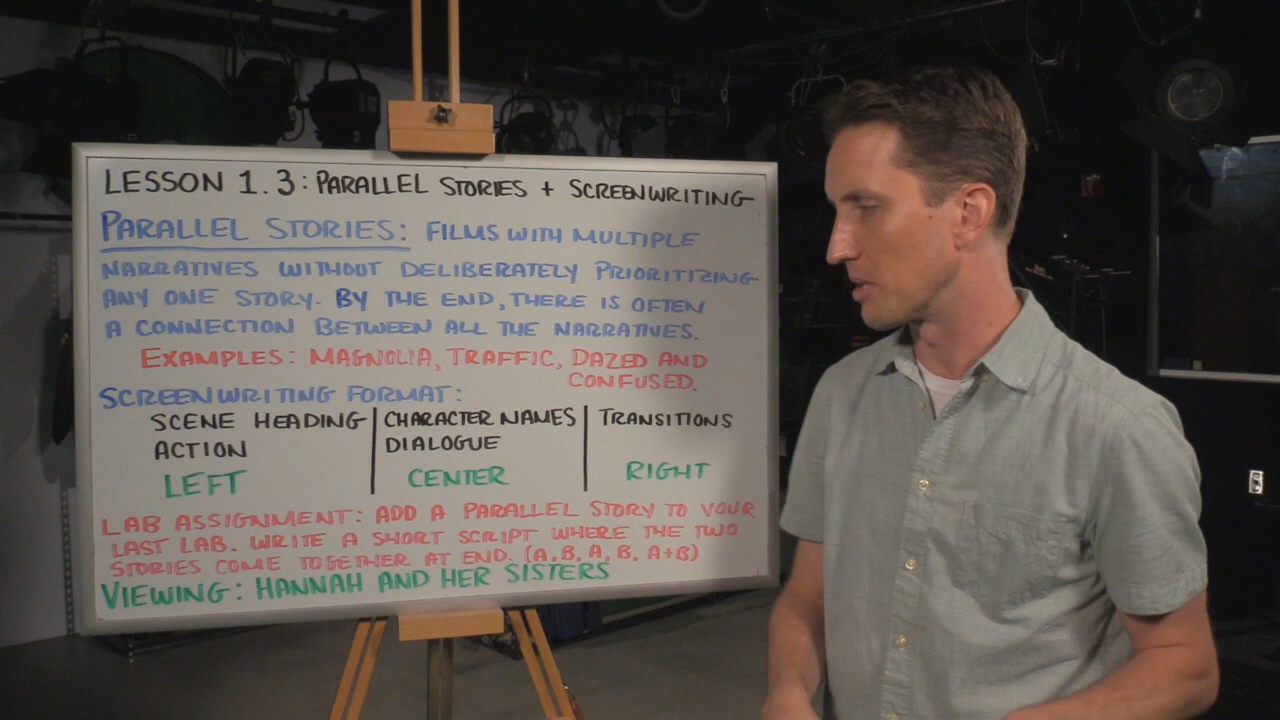 LESSON 1.3: PARALLEL STORIES + SCREENWRITING
PARALLEL STORIES: FILMS WITH MULTIPLE
NARRATIVES WITHOUT DELIBERATELY PRIORITIZING
ANY ONE STORY. BY THE END, THERE IS OFTEN
A CONNECTION BETWEEN ALL THE NARRATIVES.
EXAMPLES: MAGNOLIA, TRAFFIC, DAZED AND
CONFUSED.
SCREENWRITING FORMAT:
SCENE HEADING
ACTION
LEFT
CHARACTER NAMES
DIALOGUE
CENTER
TRANSITIONS
RIGHT
LAB ASSIGNMENT: ADD A PARALLEL STORY TO YOUR
LAST LAB. WRITE A SHORT SCRIPT WHERE THE TWO
STORIES COME TOGETHER AT END. (A, B, A, B, A+B)
VIEWING: HANNAH AND HER SISTERS